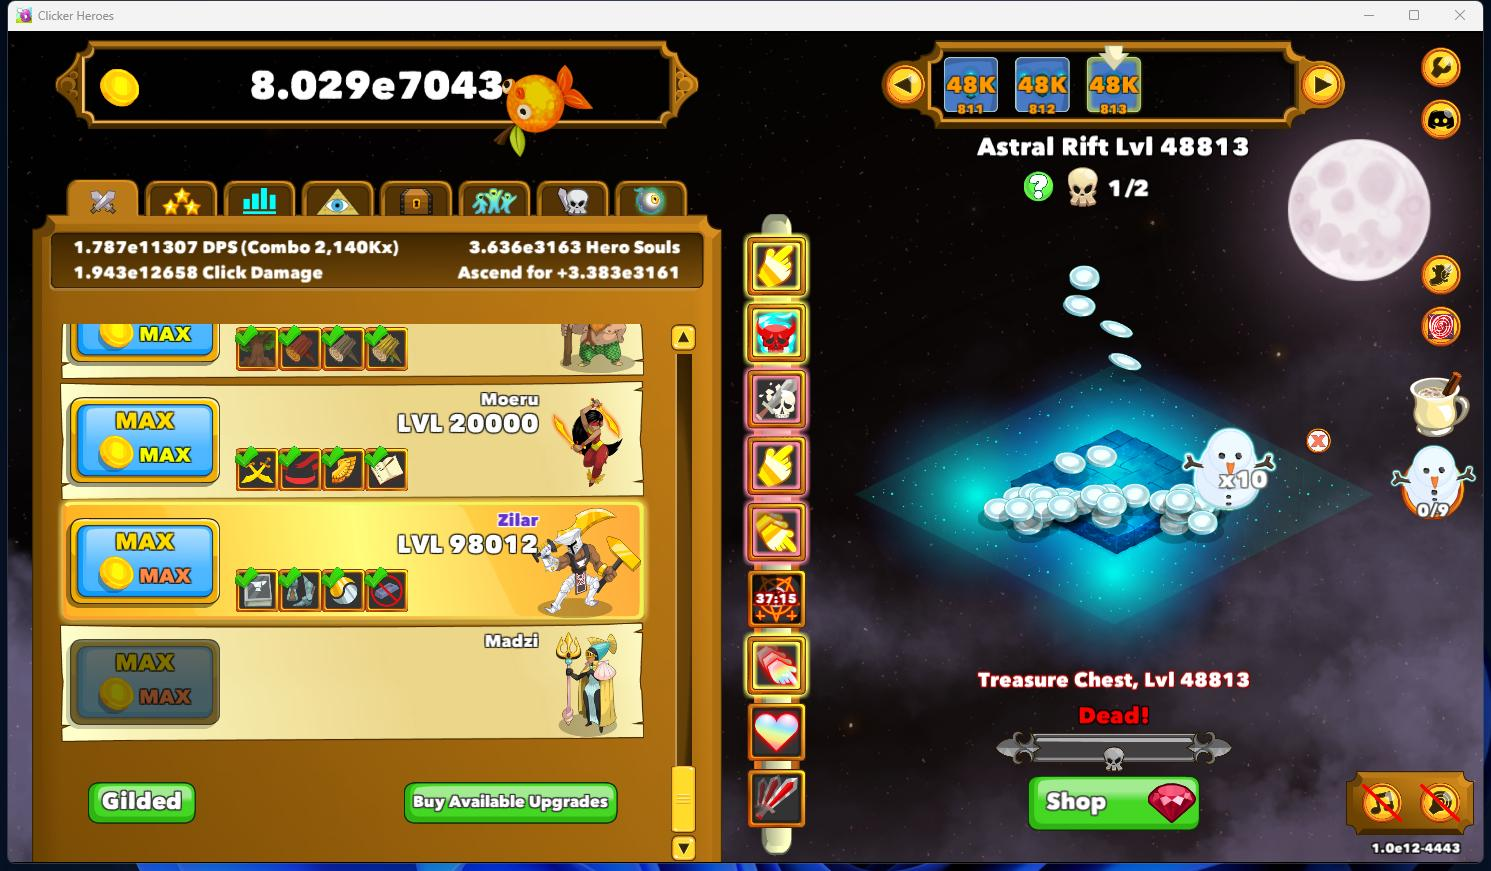 Clicker Heroes
8.029e7043
48K
811
48K
812
48K
813
Astral Rift Lvl 48813
1/2
1.787e11307 DPS (Combo 2,140Kx)
3.636e3163 Hero Souls
1.943e12658 Click Damage
Ascend for +3.383e3161
MAX
Moeru
LVL 20000
MAX
MAX
Zilar
LVL 98012
MAX
MAX
Madzi
MAX
MAX
Gilded
Buy Available Upgrades
37:15
x10
0/9
Treasure Chest, Lvl 48813
Dead!
Shop
1.0e12-4443